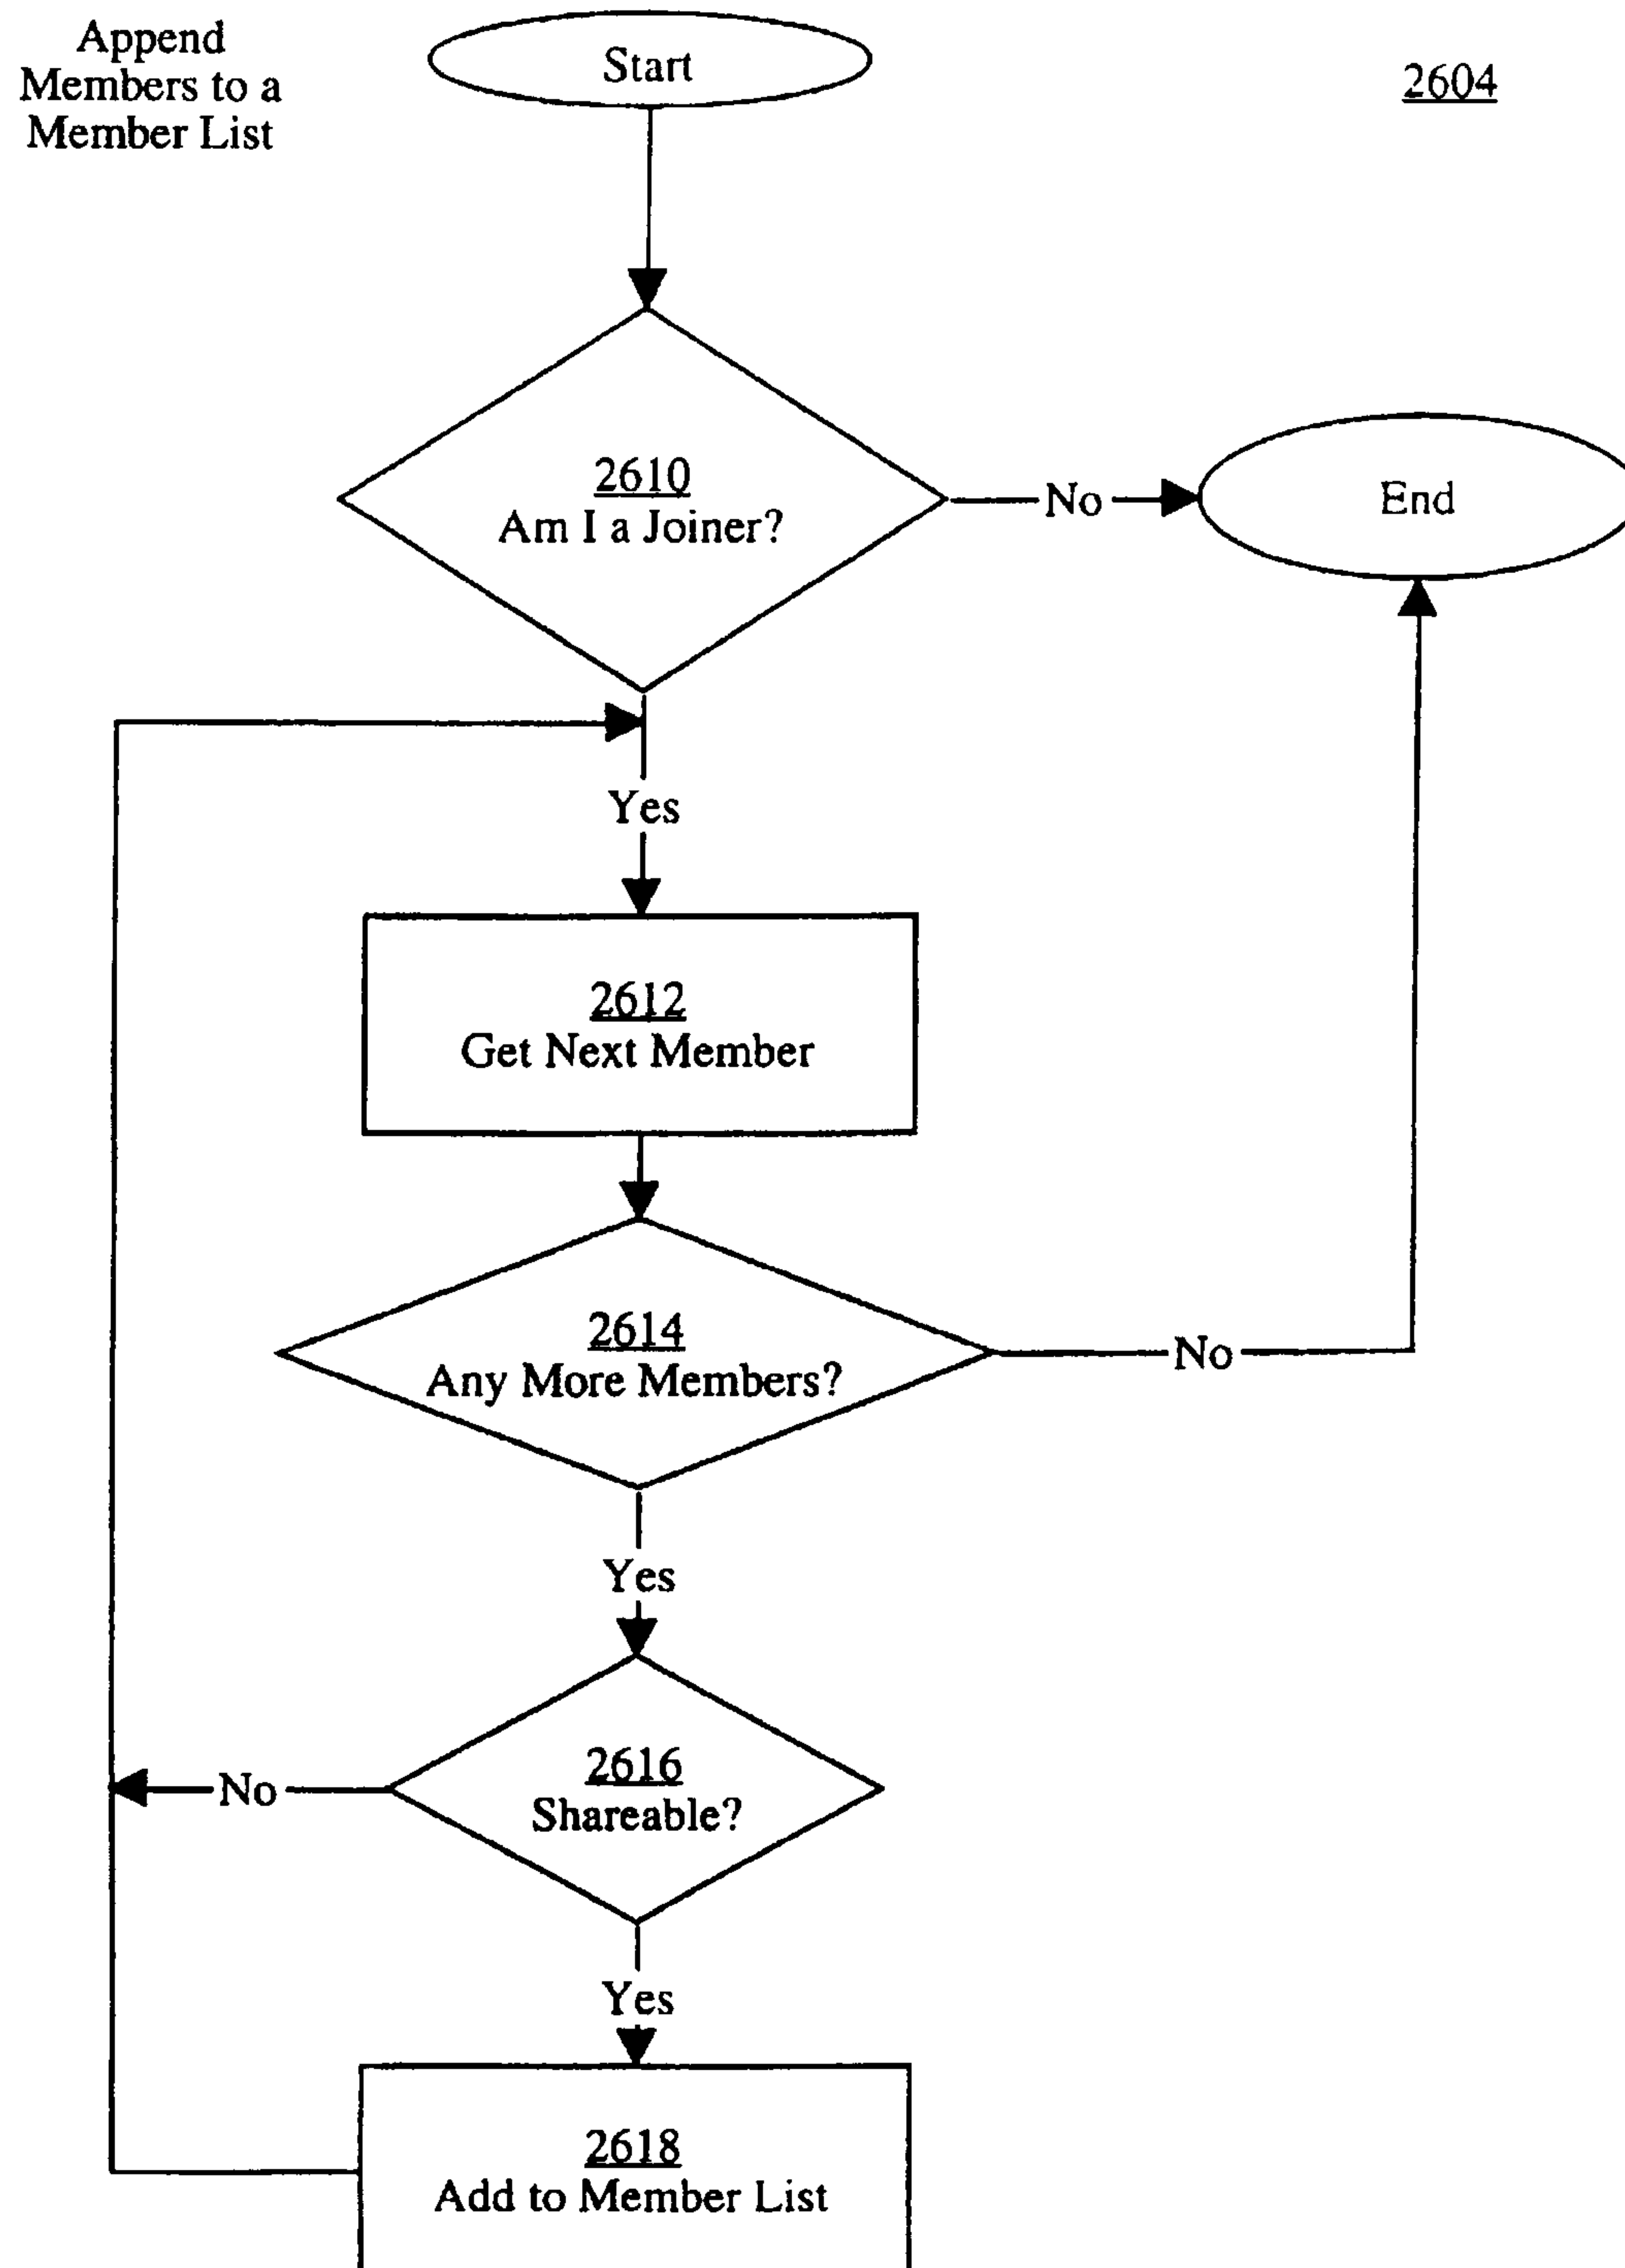 Append
Members to a
Member List
Start
2604
2610
Am I a Joiner?
No
End
Yes
2612
Get Next Member
2614
Any More Members?
No
Yes
2616
Shareable?
No
Yes
2618
Add to Member List